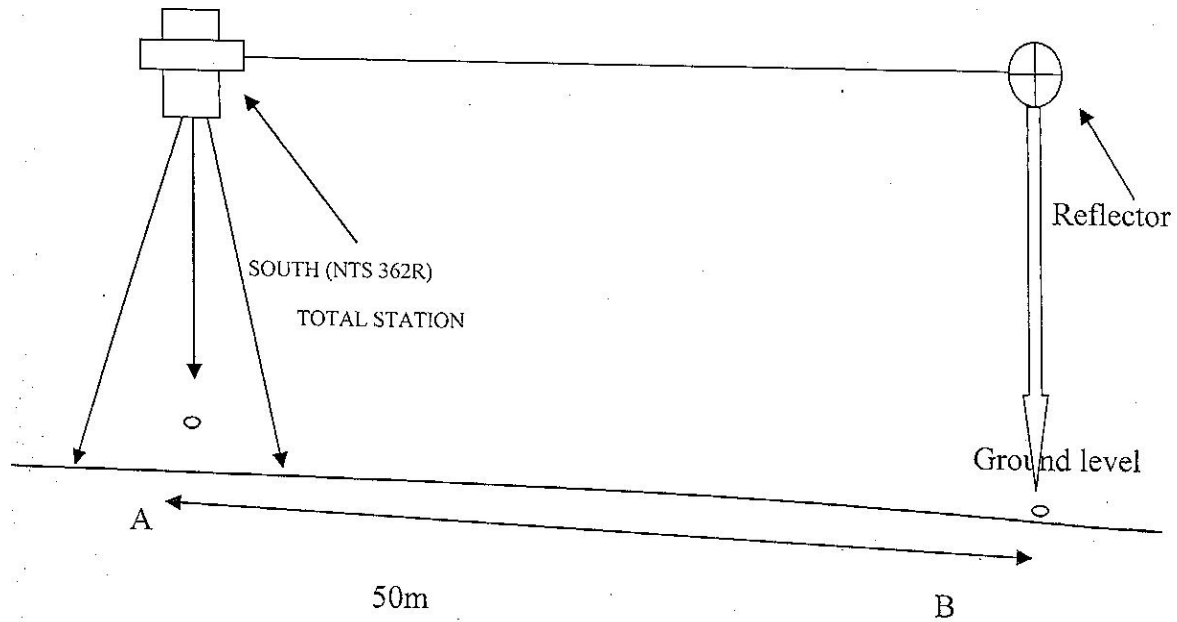 Reflector
SOUTH (NTS 362R)
TOTAL STATION
Ground level
A
50m
B